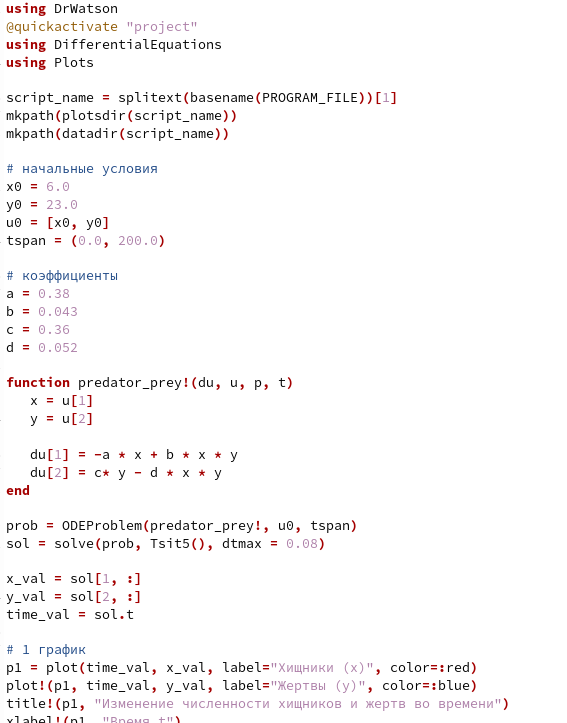 using DrWatson
@quickactivate "project"
using DifferentialEquations
using Plots

script_name = splitext(basename(PROGRAM_FILE))[1]
mkpath(plotsdir(script_name))
mkpath(datadir(script_name))

# начальные условия
x0 = 6.0
y0 = 23.0
u0 = [x0, y0]
tspan = (0.0, 200.0)

# коэффициенты
a = 0.38
b = 0.043
c = 0.36
d = 0.052

function predator_prey!(du, u, p, t)
   x = u[1]
   y = u[2]

   du[1] = -a * x + b * x * y
   du[2] = c* y - d * x * y
end

prob = ODEProblem(predator_prey!, u0, tspan)
sol = solve(prob, Tsit5(), dtmax = 0.08)

x_val = sol[1, :]
y_val = sol[2, :]
time_val = sol.t

# 1 график
p1 = plot(time_val, x_val, label="Хищники (x)", color=:red)
plot!(p1, time_val, y_val, label="Жертвы (y)", color=:blue)
title!(p1, "Изменение численности хищников и жертв во времени")
xlabel!(p1, "Время t")